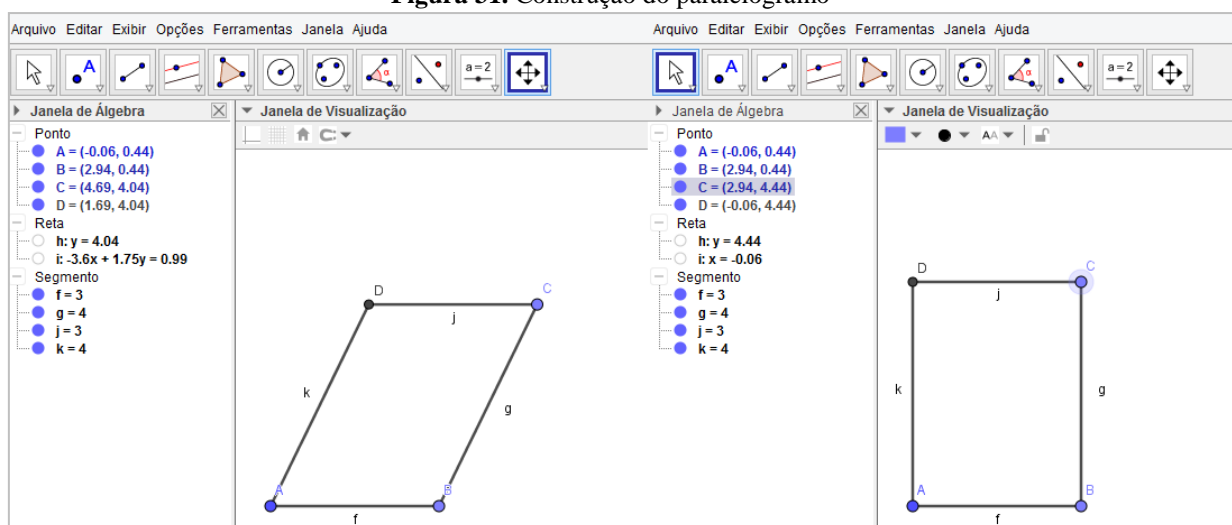 Figura 31. Construção do paralelogramo
Arquivo Editar Exibir Opções Ferramentas Janela Ajuda
A
α
a=2
Janela de Álgebra
Ponto
A = (-0.06, 0.44)
B = (2.94, 0.44)
C = (4.69, 4.04)
D = (1.69, 4.04)
Reta
h: y = 4.04
i: -3.6x + 1.75y = 0.99
Segmento
f = 3
g = 4
j = 3
k = 4
Janela de Visualização
D
C
j
k
g
A
B
f
Arquivo Editar Exibir Opções Ferramentas Janela Ajuda
A
α
a=2
Janela de Álgebra
Ponto
A = (-0.06, 0.44)
B = (2.94, 0.44)
C = (2.94, 4.44)
D = (-0.06, 4.44)
Reta
h: y = 4.44
i: x = -0.06
Segmento
f = 3
g = 4
j = 3
k = 4
Janela de Visualização
AA
D
C
j
k
g
A
B
f